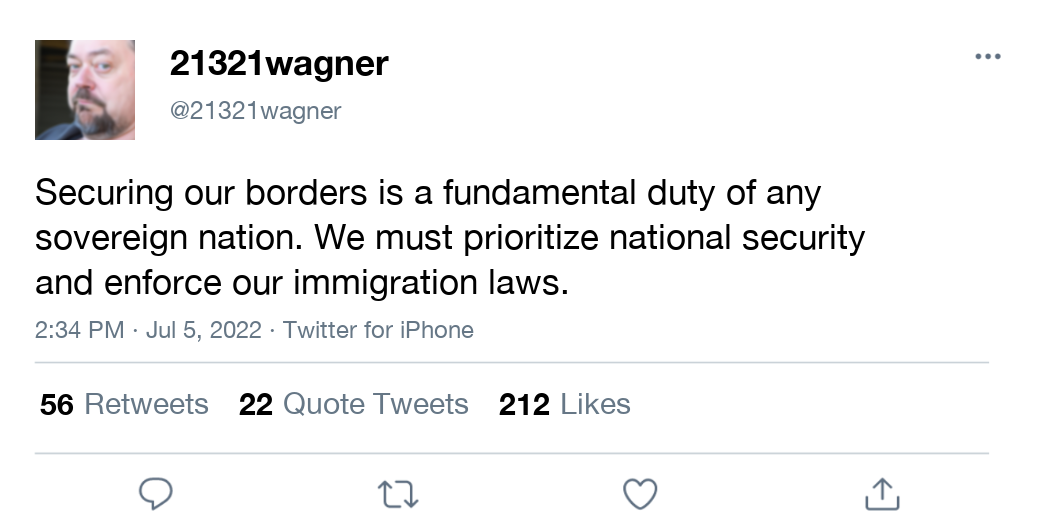 21321wagner
@21321wagner
Securing our borders is a fundamental duty of any
sovereign nation. We must prioritize national security
and enforce our immigration laws.
2:34 PM · Jul 5, 2022 · Twitter for iPhone
56 Retweets 22 Quote Tweets 212 Likes